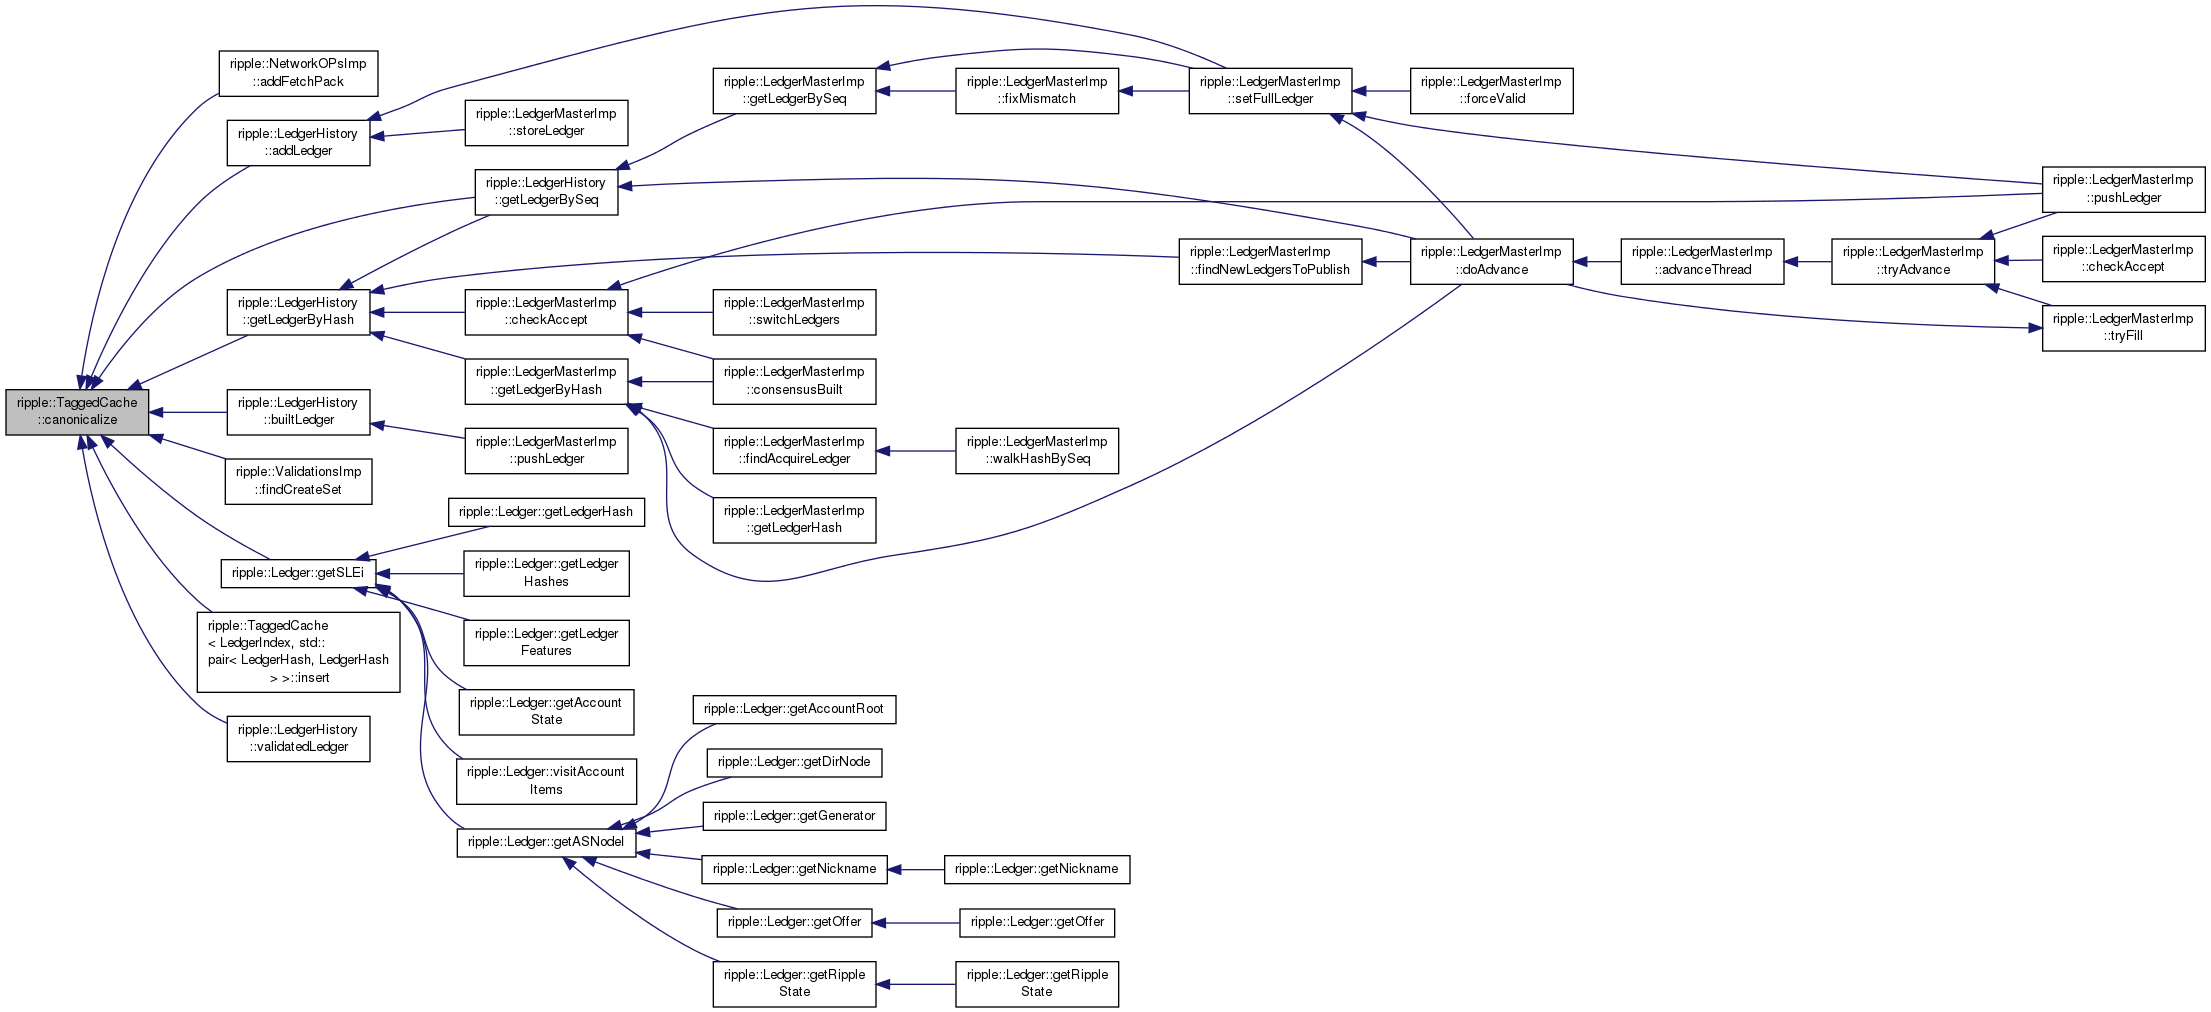 ripple::TaggedCache
::canonicalize
ripple::NetworkOPsImp
::addFetchPack
ripple::LedgerHistory
::addLedger
ripple::LedgerHistory
::getLedgerByHash
ripple::LedgerHistory
::builtLedger
ripple::ValidationsImp
::findCreateSet
ripple::Ledger::getSLEi
ripple::TaggedCache
< LedgerIndex, std::
pair< LedgerHash, LedgerHash
> >::insert
ripple::LedgerHistory
::validatedLedger
ripple::LedgerMasterImp
::storeLedger
ripple::LedgerHistory
::getLedgerBySeq
ripple::LedgerMasterImp
::checkAccept
ripple::LedgerMasterImp
::getLedgerByHash
ripple::LedgerMasterImp
::pushLedger
ripple::Ledger::getLedgerHash
ripple::Ledger::getLedger
Hashes
ripple::Ledger::getLedger
Features
ripple::Ledger::getAccount
State
ripple::Ledger::visitAccount
Items
ripple::Ledger::getASNodeI
ripple::LedgerMasterImp
::getLedgerBySeq
ripple::LedgerMasterImp
::switchLedgers
ripple::LedgerMasterImp
::consensusBuilt
ripple::LedgerMasterImp
::findAcquireLedger
ripple::LedgerMasterImp
::getLedgerHash
ripple::Ledger::getAccountRoot
ripple::Ledger::getDirNode
ripple::Ledger::getGenerator
ripple::Ledger::getNickname
ripple::Ledger::getOffer
ripple::Ledger::getRipple
State
ripple::LedgerMasterImp
::fixMismatch
ripple::LedgerMasterImp
::walkHashBySeq
ripple::Ledger::getNickname
ripple::Ledger::getOffer
ripple::Ledger::getRipple
State
ripple::LedgerMasterImp
::setFullLedger
ripple::LedgerMasterImp
::findNewLedgersToPublish
ripple::LedgerMasterImp
::forceValid
ripple::LedgerMasterImp
::doAdvance
ripple::LedgerMasterImp
::advanceThread
ripple::LedgerMasterImp
::tryAdvance
ripple::LedgerMasterImp
::pushLedger
ripple::LedgerMasterImp
::checkAccept
ripple::LedgerMasterImp
::tryFill